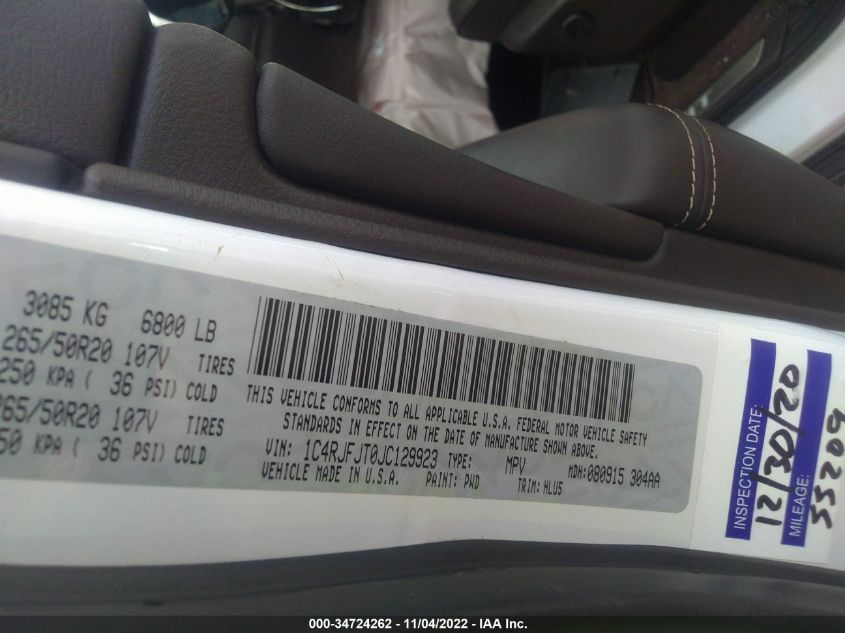 3085 KG 6800 LB
265/50R20 107V TIRES
250 KPA ( 36 PSI) COLD
265/50R20 107V TIRES
50 KPA ( 36 PSI) COLD
THIS VEHICLE CONFORMS TO ALL APPLICABLE U.S.A. FEDERAL MOTOR VEHICLE SAFETY
STANDARDS IN EFFECT ON THE DATE OF MANUFACTURE SHOWN ABOVE.
VIN: 1C4RJFJT0JC129923 TYPE: MPV MDH: 080915 304AA
VEHICLE MADE IN U.S.A. PAINT: PWD TRIM: HLU5
INSPECTION DATE:
12/30/20
MILEAGE:
55209
000-34724262 - 11/04/2022 - IAA Inc.